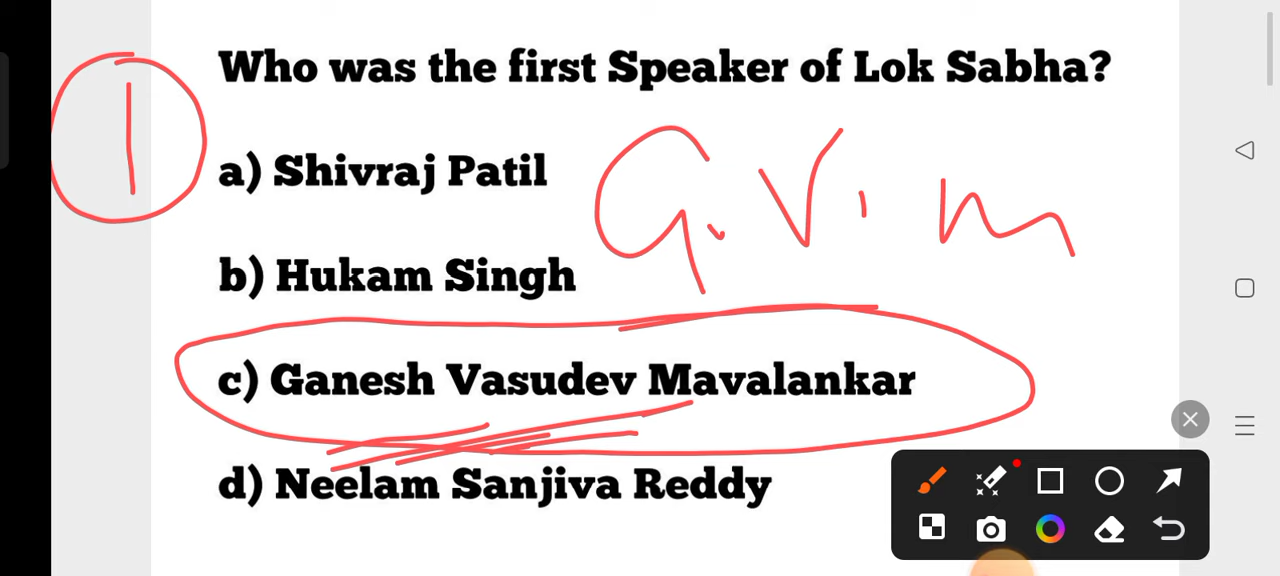 Who was the first Speaker of Lok Sabha?
1
a) Shivraj Patil
G. V. m
b) Hukam Singh
c) Ganesh Vasudev Mavalankar
d) Neelam Sanjiva Reddy